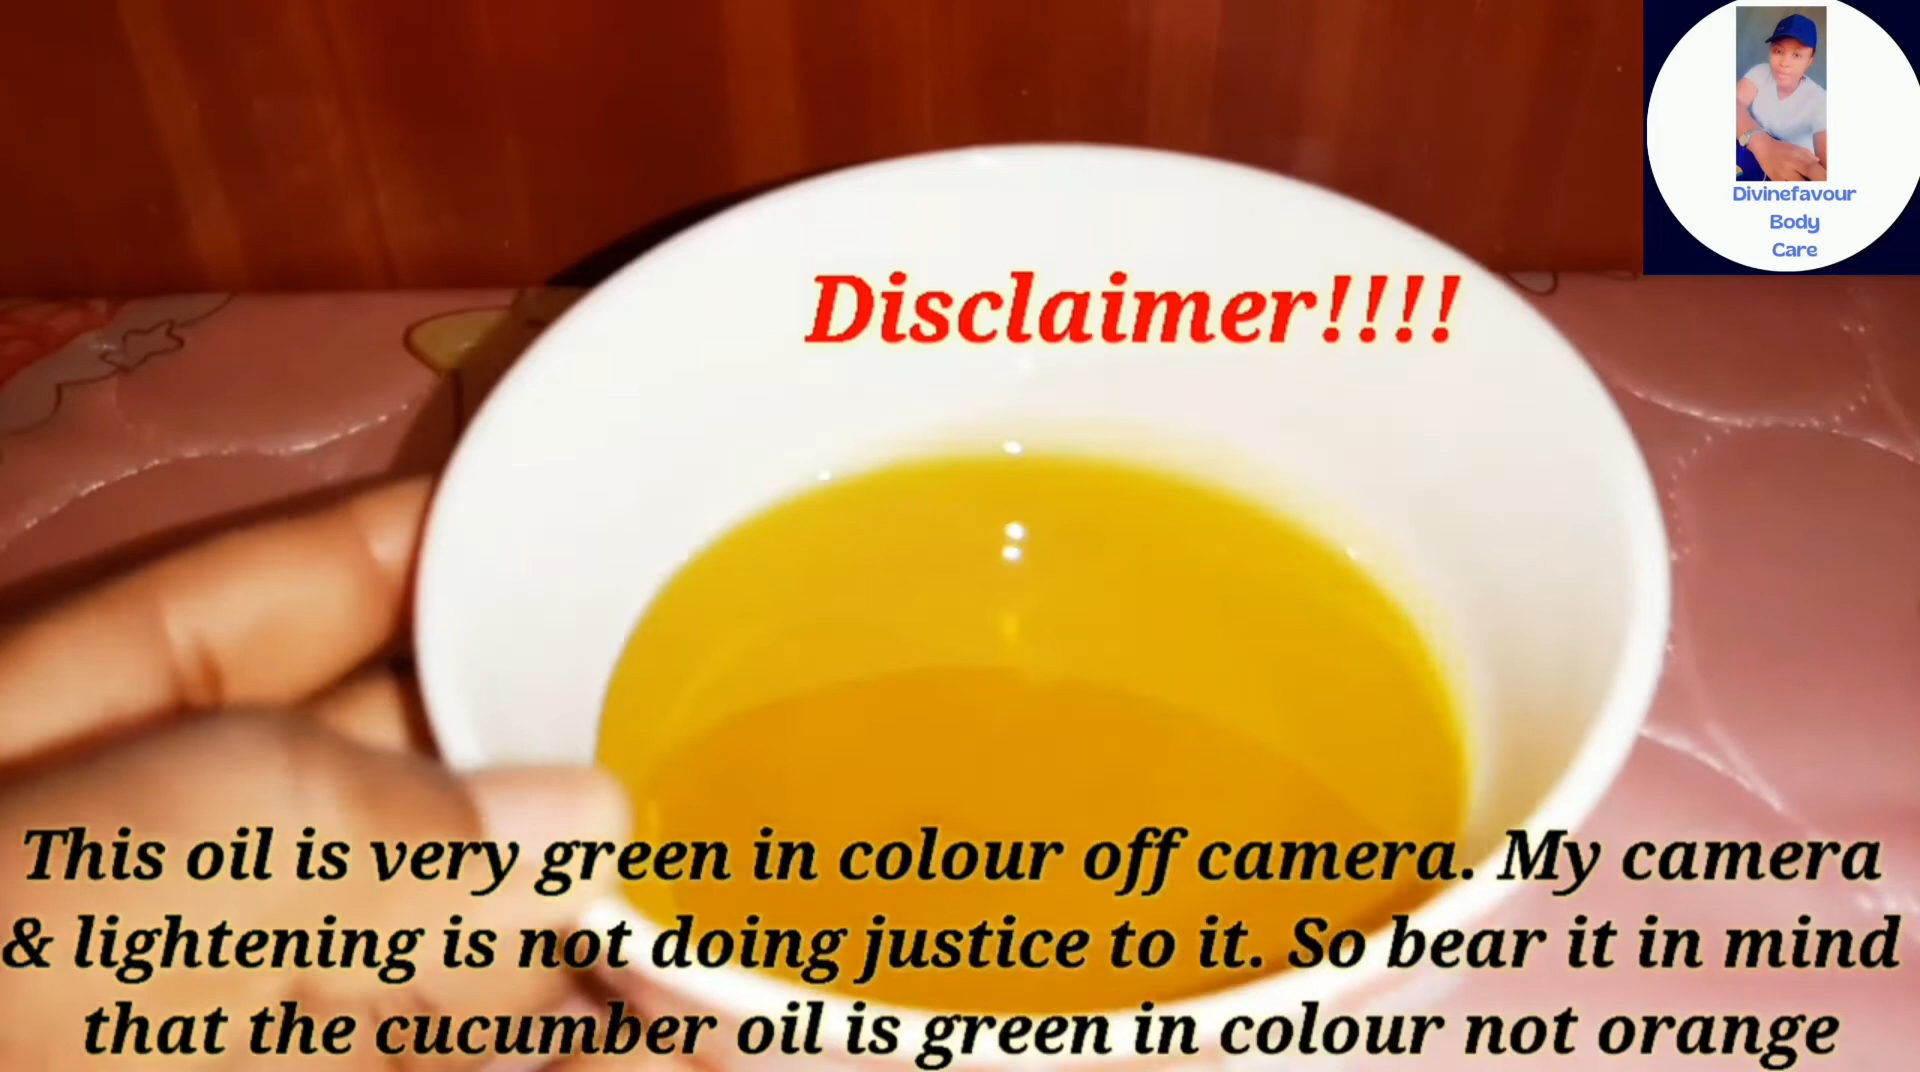 Divinefavour
Body
Care
Disclaimer!!!!
This oil is very green in colour off camera. My camera
& lightening is not doing justice to it. So bear it in mind
that the cucumber oil is green in colour not orange